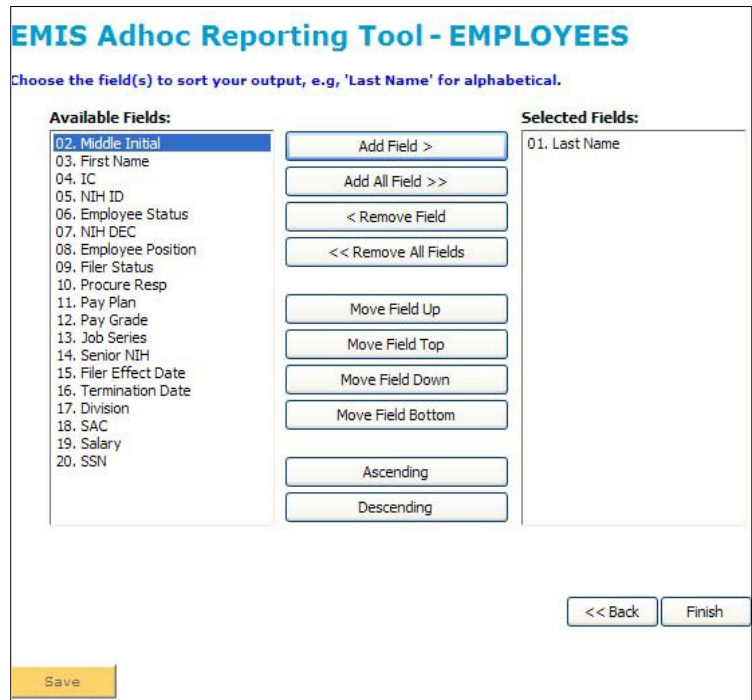 EMIS Adhoc Reporting Tool - EMPLOYEES
Choose the field(s) to sort your output, e.g, 'Last Name' for alphabetical.
Available Fields:
02. Middle Initial
03. First Name
04. IC
05. NIH ID
06. Employee Status
07. NIH DEC
08. Employee Position
09. Filer Status
10. Procure Resp
11. Pay Plan
12. Pay Grade
13. Job Series
14. Senior NIH
15. Filer Effect Date
16. Termination Date
17. Division
18. SAC
19. Salary
20. SSN
Add Field >
Add All Field >>
< Remove Field
<< Remove All Fields
Move Field Up
Move Field Top
Move Field Down
Move Field Bottom
Ascending
Descending
Selected Fields:
01. Last Name
<< Back
Finish
Save